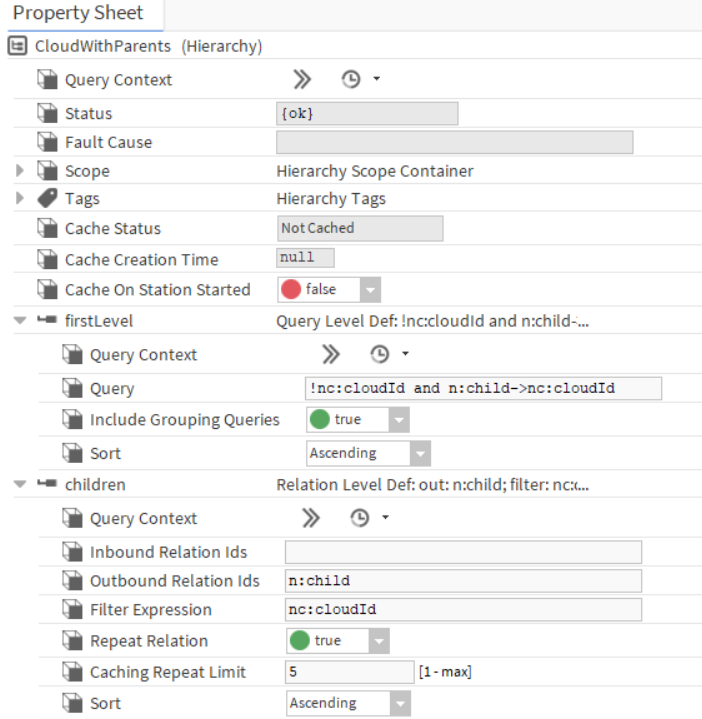 Property Sheet
CloudWithParents (Hierarchy)
Query Context
Status {ok}
Fault Cause
Scope Hierarchy Scope Container
Tags Hierarchy Tags
Cache Status Not Cached
Cache Creation Time null
Cache On Station Started false
firstLevel Query Level Def: !nc:cloudId and n:child-...
Query Context
Query !nc:cloudId and n:child->nc:cloudId
Include Grouping Queries true
Sort Ascending
children Relation Level Def: out: n:child; filter: nc:c...
Query Context
Inbound Relation Ids
Outbound Relation Ids n:child
Filter Expression nc:cloudId
Repeat Relation true
Caching Repeat Limit 5 [1 - max]
Sort Ascending